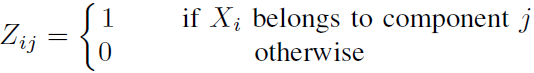 Z_{ij} = { 1 if X_i belongs to component j
0 otherwise